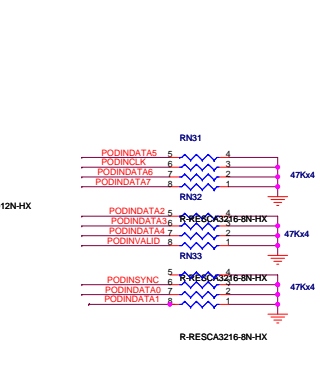 RN31
PODINDATA5 5 4
PODINCLK 6 3
PODINDATA6 7 2 47Kx4
PODINDATA7 8 1
RN32
12N-HX
PODINDATA2 5 4
R-RESCA3216-8N-HX
PODINDATA3 6 3
PODINDATA4 7 2 47Kx4
PODINVALID 8 1
RN33
5 4
R-RESCA3216-8N-HX
PODINSYNC 6 3
PODINDATA0 7 2 47Kx4
PODINDATA1 8 1
R-RESCA3216-8N-HX